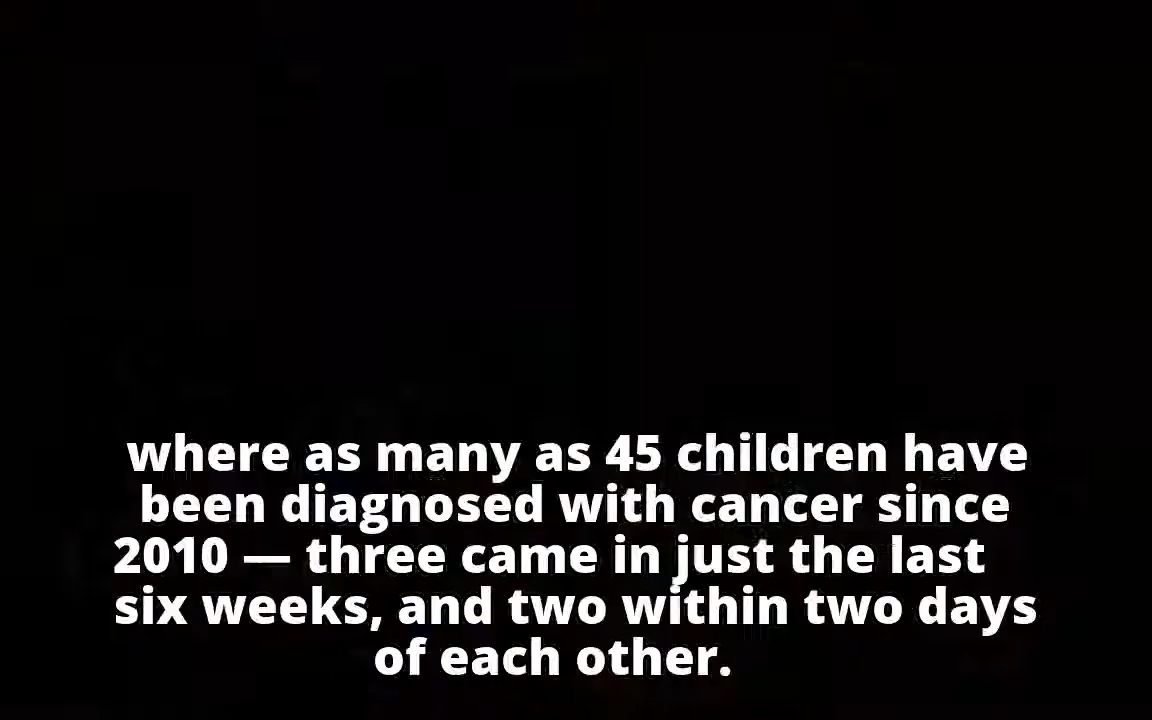 where as many as 45 children have
been diagnosed with cancer since
2010 — three came in just the last
six weeks, and two within two days
of each other.